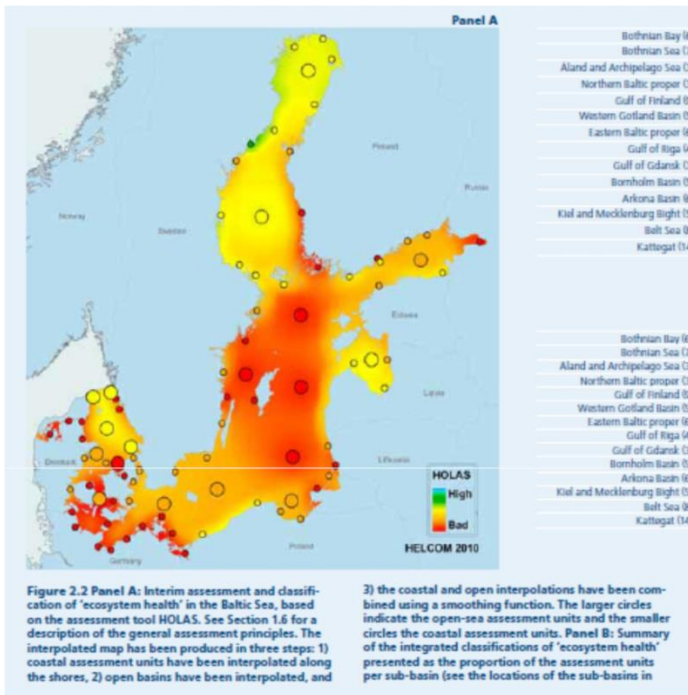 Panel A
Norway
Sweden
Finland
Russia
Estonia
Latvia
Lithuania
Denmark
Germany
Poland
HOLAS
High
Bad
HELCOM 2010
Bothnian Bay
Bothnian Sea
Åland and Archipelago Sea
Northern Baltic proper
Gulf of Finland
Western Gotland Basin
Eastern Baltic proper
Gulf of Riga
Gulf of Gdansk
Bornholm Basin
Arkona Basin
Kiel and Mecklenburg Bight
Belt Sea
Kattegat (14
Bothnian Bay
Bothnian Sea
Åland and Archipelago Sea
Northern Baltic proper
Gulf of Finland
Western Gotland Basin
Eastern Baltic proper
Gulf of Riga
Gulf of Gdansk
Bornholm Basin
Arkona Basin
Kiel and Mecklenburg Bight
Belt Sea
Kattegat (14
Figure 2.2 Panel A: Interim assessment and classifi-
cation of ‘ecosystem health’ in the Baltic Sea, based
on the assessment tool HOLAS. See Section 1.6 for a
description of the general assessment principles. The
interpolated map has been produced in three steps: 1)
coastal assessment units have been interpolated along
the shores, 2) open basins have been interpolated, and
3) the coastal and open interpolations have been com-
bined using a smoothing function. The larger circles
indicate the open-sea assessment units and the smaller
circles the coastal assessment units. Panel B: Summary
of the integrated classifications of ‘ecosystem health’
presented as the proportion of the assessment units
per sub-basin (see the locations of the sub-basins in